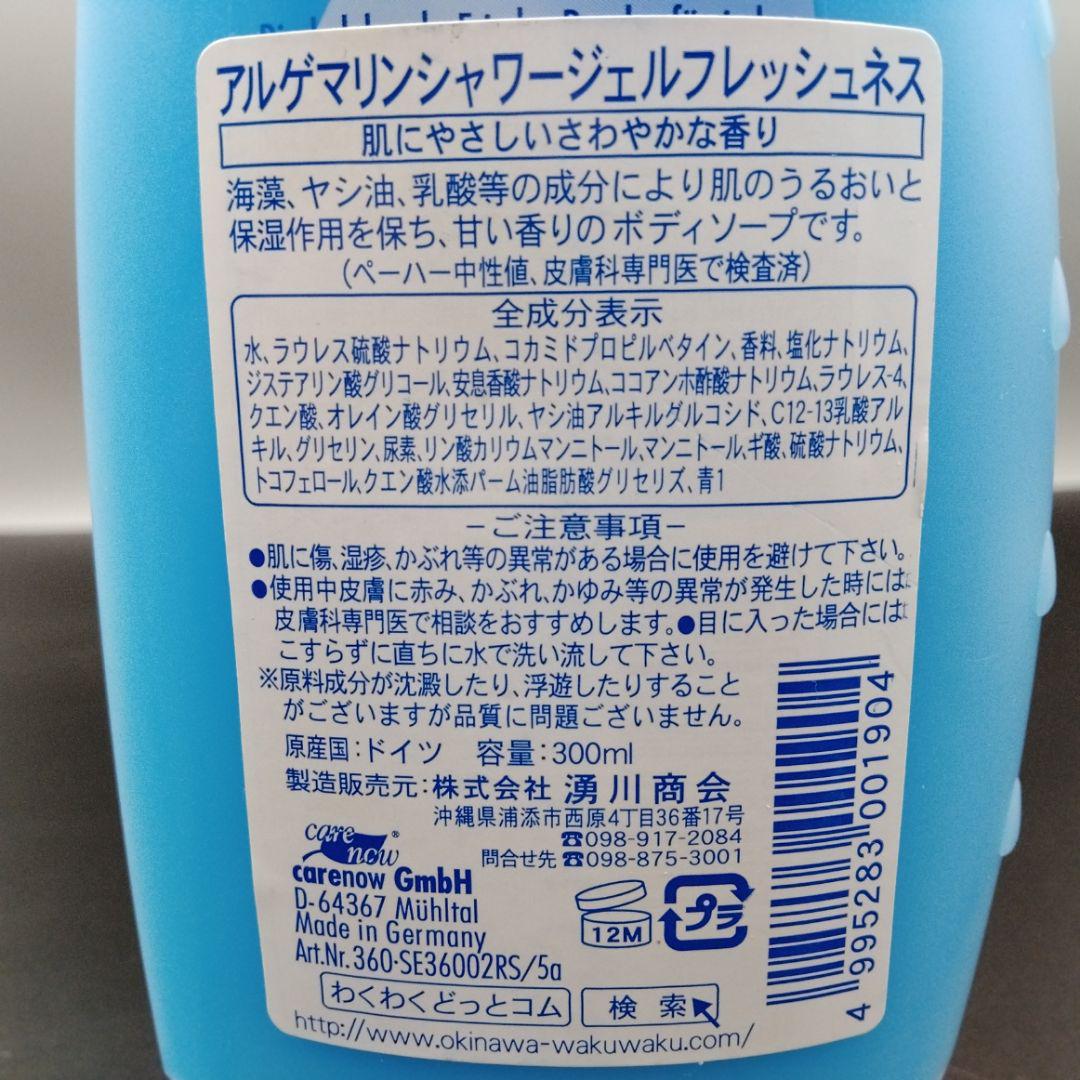 アルゲマリンシャワージェルフレッシュネス
肌にやさしいさわやかな香り
海藻、ヤシ油、乳酸等の成分により肌のうるおいと
保湿作用を保ち、甘い香りのボディソープです。
(ペーハー中性値、皮膚科専門医で検査済)
全成分表示
水、ラウレス硫酸ナトリウム、コカミドプロピルベタイン、香料、塩化ナトリウム、
ジステアリン酸グリコール、安息香酸ナトリウム、ココアンホ酢酸ナトリウム、ラウレス-4、
クエン酸、オレイン酸グリセリル、ヤシ油アルキルグルコシド、C12-13乳酸アル
キル、グリセリン、尿素、リン酸カリウムマンニトール、マンニトール、ギ酸、硫酸ナトリウム、
トコフェロール、クエン酸水添パーム油脂肪酸グリセリズ、青1
-ご注意事項-
●肌に傷、湿疹、かぶれ等の異常がある場合に使用を避けて下さい。
●使用中皮膚に赤み、かぶれ、かゆみ等の異常が発生した時には
皮膚科専門医で相談をおすすめします。●目に入った場合には
こすらずに直ちに水で洗い流して下さい。
※原料成分が沈澱したり、浮遊したりすること
がございますが品質に問題ございません。
原産国:ドイツ 容量:300ml
製造販売元:株式会社 湧川商会
沖縄県浦添市西原4丁目36番17号
☎098-917-2084
問合せ先 ☎098-875-3001
care now®
carenow GmbH
D-64367 Mühltal
Made in Germany
Art.Nr.360-SE36002RS/5a
12M
プラ
わくわくどっとコム 検索
http://www.okinawa-wakuwaku.com/
4 995283 001904